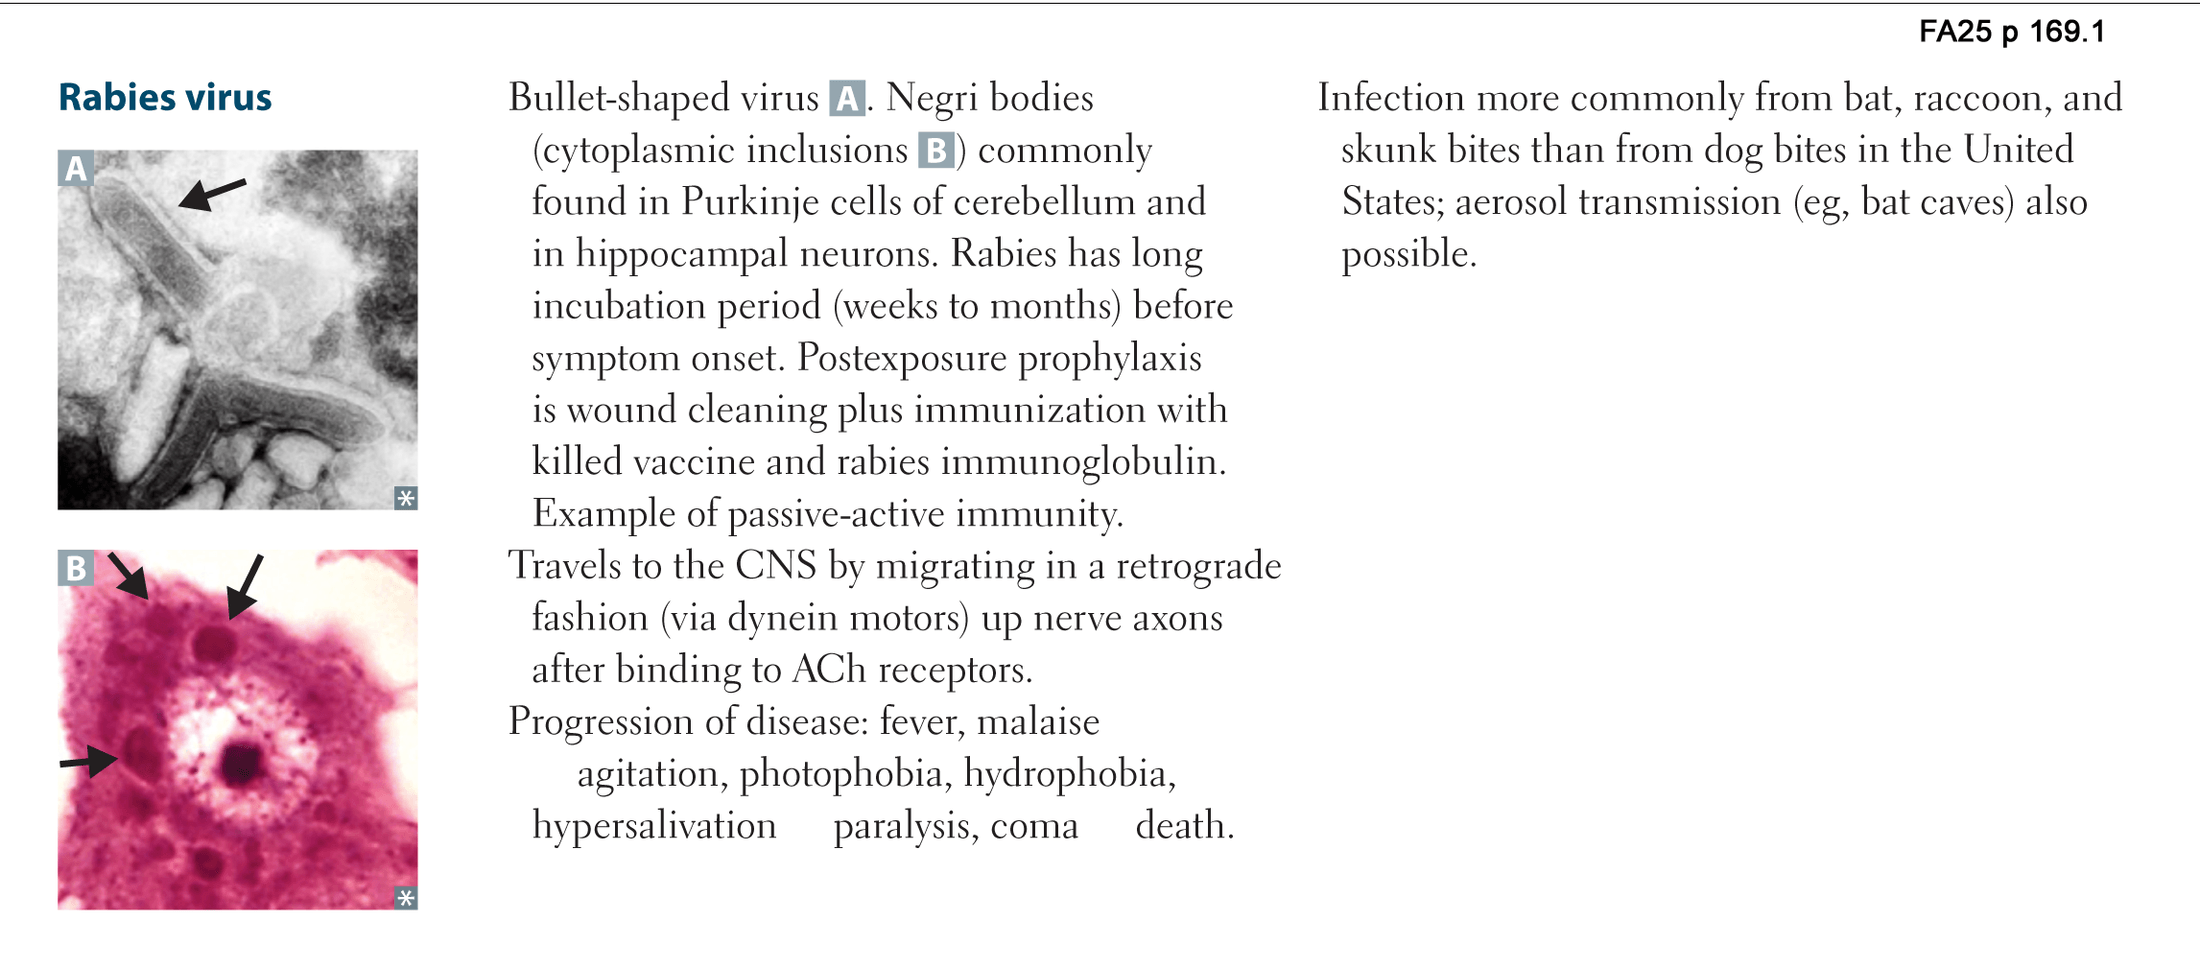 FA25 p 169.1
Rabies virus
A
*
B
*
Bullet-shaped virus A. Negri bodies
(cytoplasmic inclusions B) commonly
found in Purkinje cells of cerebellum and
in hippocampal neurons. Rabies has long
incubation period (weeks to months) before
symptom onset. Postexposure prophylaxis
is wound cleaning plus immunization with
killed vaccine and rabies immunoglobulin.
Example of passive-active immunity.
Travels to the CNS by migrating in a retrograde
fashion (via dynein motors) up nerve axons
after binding to ACh receptors.
Progression of disease: fever, malaise
agitation, photophobia, hydrophobia,
hypersalivation paralysis, coma death.
Infection more commonly from bat, raccoon, and
skunk bites than from dog bites in the United
States; aerosol transmission (eg, bat caves) also
possible.